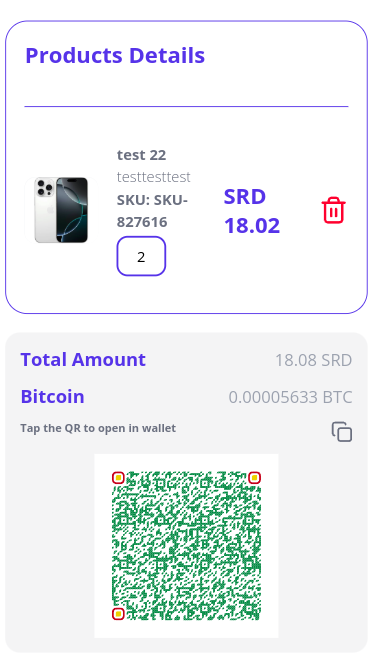 Products Details
test 22
testtesttest
SKU: SKU-
827616
2
SRD
18.02
Total Amount
18.08 SRD
Bitcoin
0.00005633 BTC
Tap the QR to open in wallet